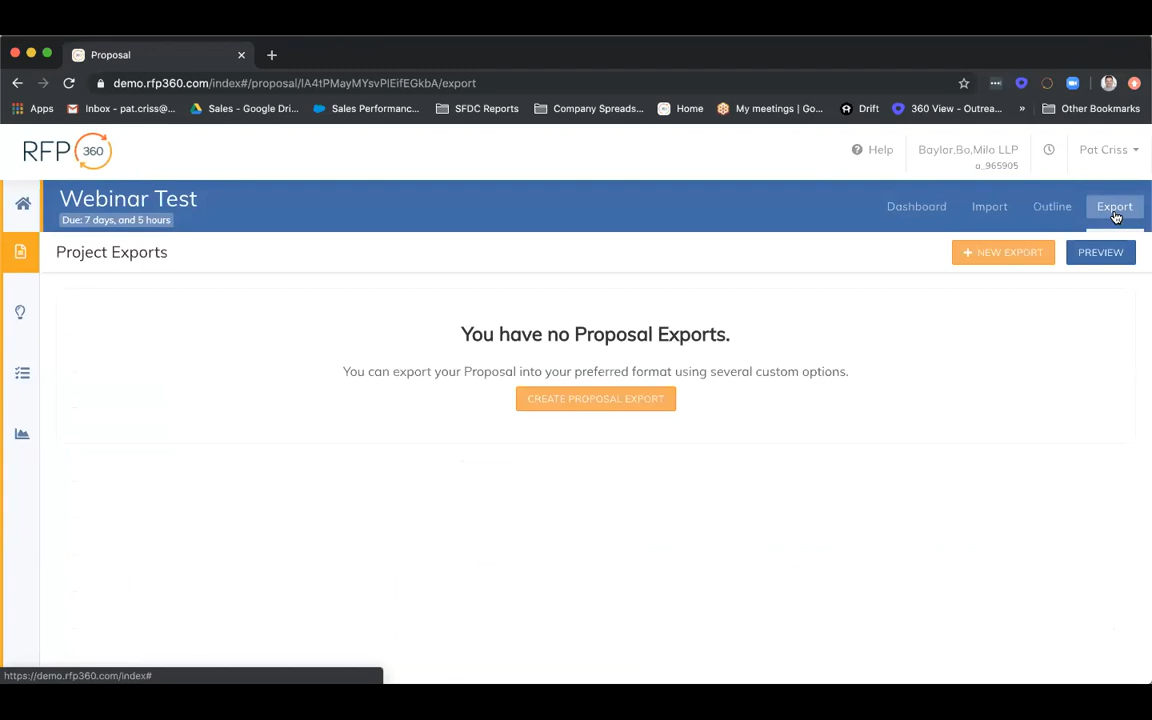 Proposal
demo.rfp360.com/index#/proposal/IA4tPMayMYsvPlEifEGkbA/export
Apps Inbox - pat.criss@... Sales - Google Dri... Sales Performanc... SFDC Reports Company Spreads... Home My meetings | Go... Drift 360 View - Outrea... » Other Bookmarks
RFP 360
Help Baylor,Bo,Milo LLP Pat Criss
a_965905
Webinar Test
Due: 7 days, and 5 hours
Dashboard Import Outline Export
Project Exports
+ NEW EXPORT PREVIEW
You have no Proposal Exports.
You can export your Proposal into your preferred format using several custom options.
CREATE PROPOSAL EXPORT
https://demo.rfp360.com/index#